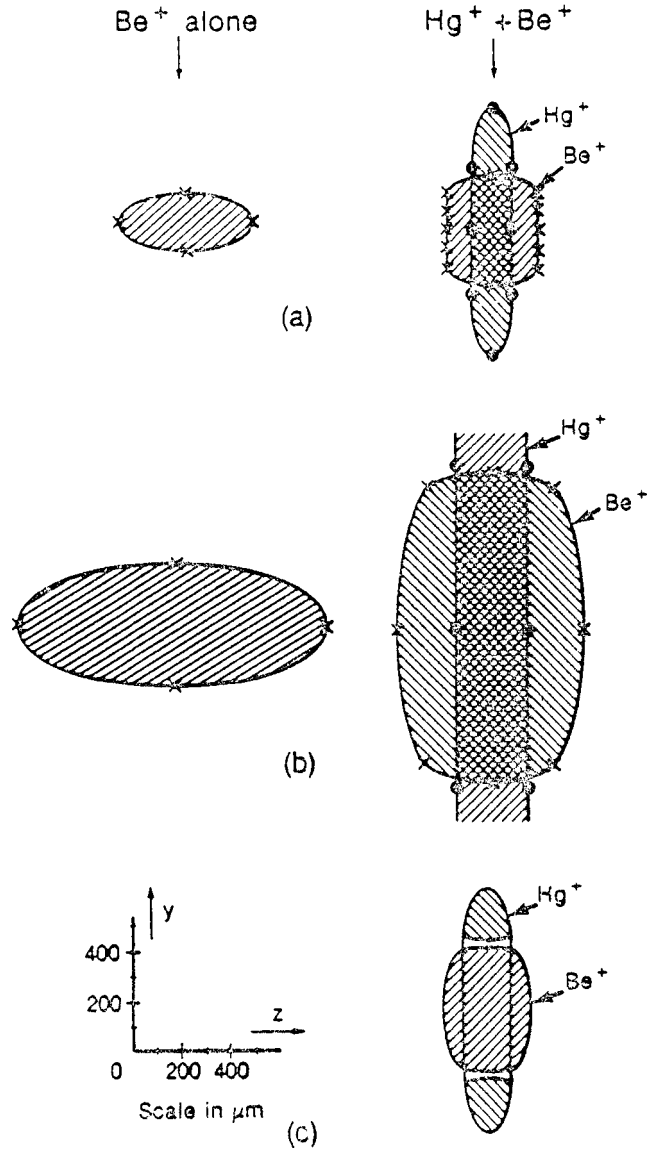 Be⁺ alone
Hg⁺ + Be⁺
Hg⁺
Be⁺
(a)
Hg⁺
Be⁺
(b)
Hg⁺
Be⁺
y
400
200
z
0 200 400
Scale in μm
(c)